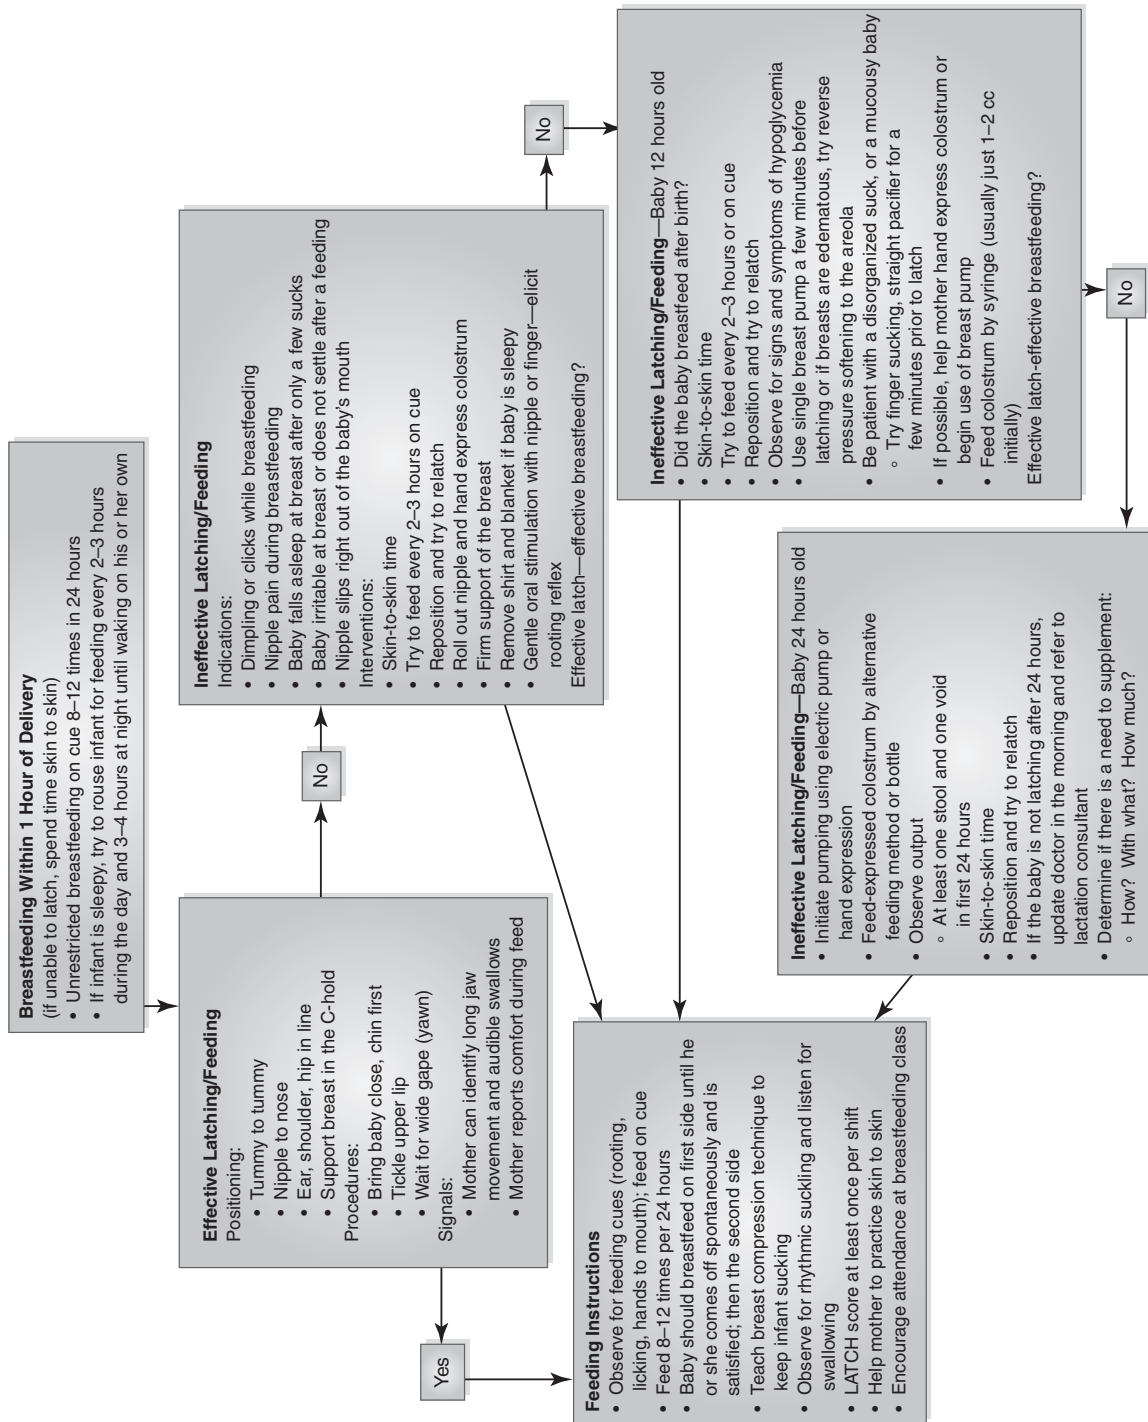 Breastfeeding Within 1 Hour of Delivery
(if unable to latch, spend time skin to skin)
• Unrestricted breastfeeding on cue 8–12 times in 24 hours
• If infant is sleepy, try to rouse infant for feeding every 2–3 hours
during the day and 3–4 hours at night until waking on his or her own
Effective Latching/Feeding
Positioning:
• Tummy to tummy
• Nipple to nose
• Ear, shoulder, hip in line
• Support breast in the C-hold
Procedures:
• Bring baby close, chin first
• Tickle upper lip
• Wait for wide gape (yawn)
Signals:
• Mother can identify long jaw
movement and audible swallows
• Mother reports comfort during feed
No
Ineffective Latching/Feeding
Indications:
• Dimpling or clicks while breastfeeding
• Nipple pain during breastfeeding
• Baby falls asleep at breast after only a few sucks
• Baby irritable at breast or does not settle after a feeding
• Nipple slips right out of the baby's mouth
Interventions:
• Skin-to-skin time
• Try to feed every 2–3 hours on cue
• Reposition and try to relatch
• Roll out nipple and hand express colostrum
• Firm support of the breast
• Remove shirt and blanket if baby is sleepy
• Gentle oral stimulation with nipple or finger—elicit
rooting reflex
Effective latch—effective breastfeeding?
Yes
No
Feeding Instructions
• Observe for feeding cues (rooting,
licking, hands to mouth); feed on cue
• Feed 8–12 times per 24 hours
• Baby should breastfeed on first side until he
or she comes off spontaneously and is
satisfied; then the second side
• Teach breast compression technique to
keep infant sucking
• Observe for rhythmic suckling and listen for
swallowing
• LATCH score at least once per shift
• Help mother to practice skin to skin
• Encourage attendance at breastfeeding class
Ineffective Latching/Feeding—Baby 12 hours old
• Did the baby breastfeed after birth?
• Skin-to-skin time
• Try to feed every 2–3 hours or on cue
• Reposition and try to relatch
• Observe for signs and symptoms of hypoglycemia
• Use single breast pump a few minutes before
latching or if breasts are edematous, try reverse
pressure softening to the areola
• Be patient with a disorganized suck, or a mucousy baby
◦ Try finger sucking, straight pacifier for a
few minutes prior to latch
• If possible, help mother hand express colostrum or
begin use of breast pump
• Feed colostrum by syringe (usually just 1–2 cc
initially)
Effective latch-effective breastfeeding?
No
Ineffective Latching/Feeding—Baby 24 hours old
• Initiate pumping using electric pump or
hand expression
• Feed-expressed colostrum by alternative
feeding method or bottle
• Observe output
◦ At least one stool and one void
in first 24 hours
• Skin-to-skin time
• Reposition and try to relatch
• If the baby is not latching after 24 hours,
update doctor in the morning and refer to
lactation consultant
• Determine if there is a need to supplement:
◦ How? With what? How much?